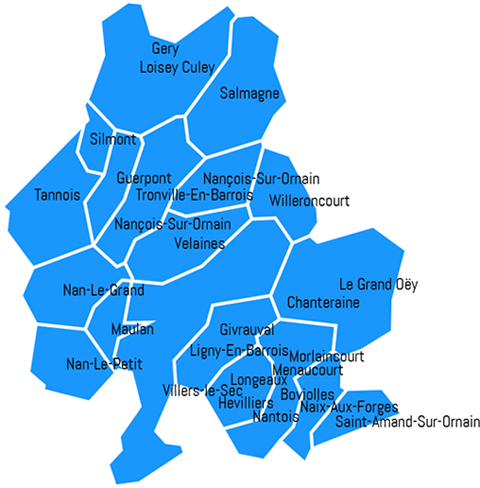 Gery
Loisey Culey
Salmagne
Silmont
Guerpont
Nançois-Sur-Ornain
Tannois
Tronville-En-Barrois
Willeroncourt
Nançois-Sur-Ornain
Velaines
Nan-Le-Grand
Le Grand Oëy
Chanteraine
Maulan
Givrauval
Ligny-En-Barrois
Morlaincourt
Nan-Le-Petit
Menaucourt
Longeaux
Villers-le-Sec
Boviolles
Hevilliers
Naix-Aux-Forges
Nantois
Saint-Amand-Sur-Ornain